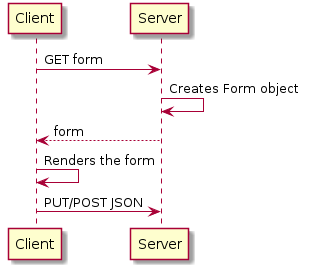 Client Server
GET form
Creates Form object
form
Renders the form
PUT/POST JSON
Client Server